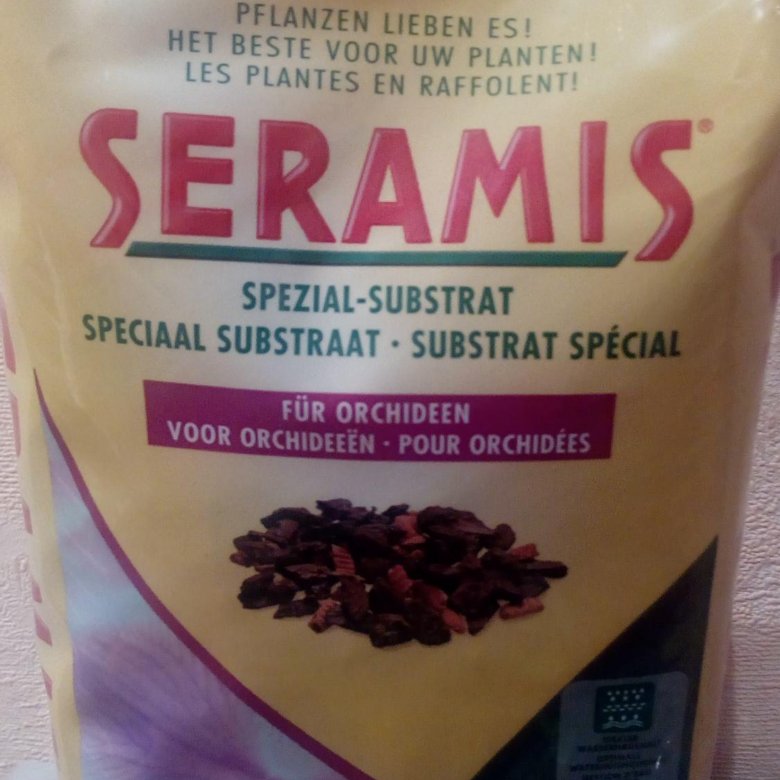 PFLANZEN LIEBEN ES!
HET BESTE VOOR UW PLANTEN!
LES PLANTES EN RAFFOLENT!
SERAMIS®
SPEZIAL-SUBSTRAT
SPECIAAL SUBSTRAAT · SUBSTRAT SPÉCIAL
FÜR ORCHIDEEN
VOOR ORCHIDEEËN · POUR ORCHIDÉES